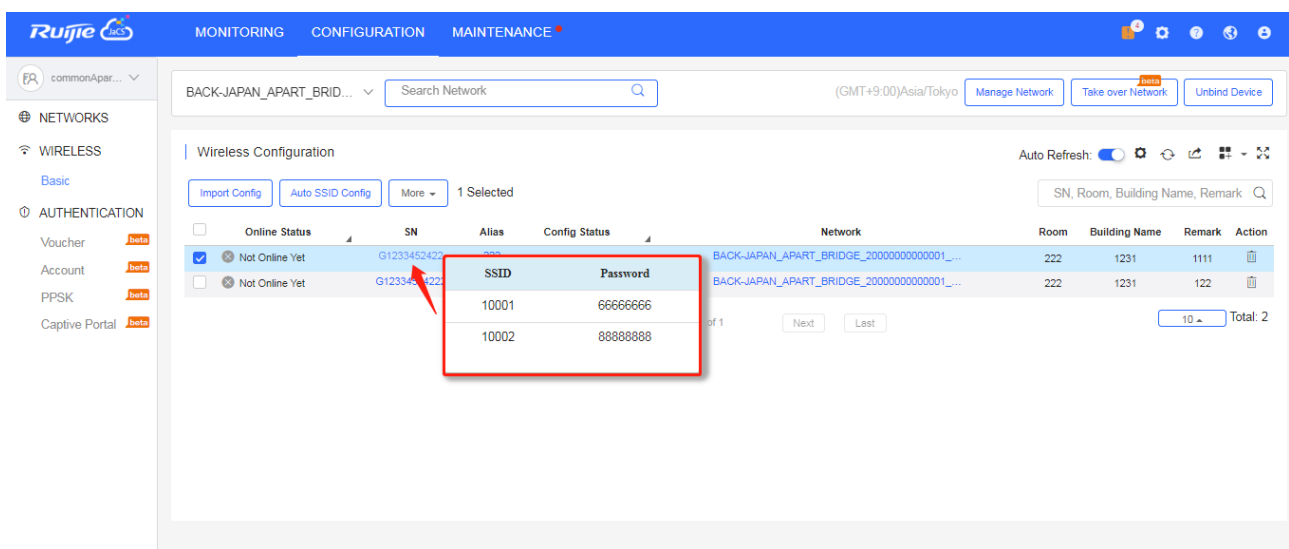 Ruijie JaCS MONITORING CONFIGURATION MAINTENANCE 4
FR commonApar...
BACK-JAPAN_APART_BRID... Search Network (GMT+9:00)Asia/Tokyo Manage Network Take over Network beta Unbind Device
NETWORKS
WIRELESS
Basic
AUTHENTICATION
Voucher beta
Account beta
PPSK beta
Captive Portal beta
Wireless Configuration Auto Refresh:
Import Config Auto SSID Config More 1 Selected SN, Room, Building Name, Remark
Online Status SN Alias Config Status Network Room Building Name Remark Action
Not Online Yet G1233452422 BACK-JAPAN_APART_BRIDGE_20000000000001_... 222 1231 1111
Not Online Yet BACK-JAPAN_APART_BRIDGE_20000000000001_... 222 1231 122
SSID Password
10001 66666666
10002 88888888
of 1 Next Last 10 Total: 2